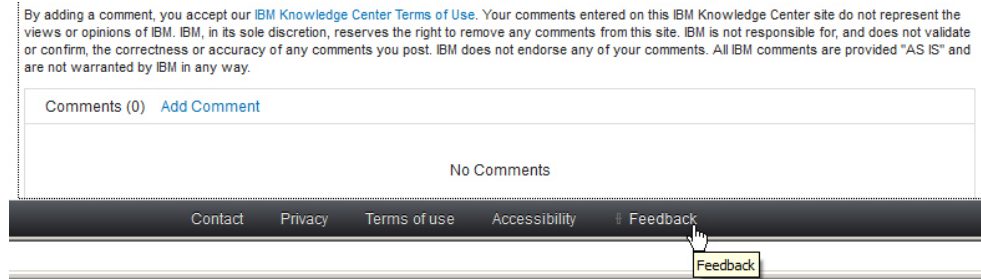 By adding a comment, you accept our IBM Knowledge Center Terms of Use. Your comments entered on this IBM Knowledge Center site do not represent the
views or opinions of IBM. IBM, in its sole discretion, reserves the right to remove any comments from this site. IBM is not responsible for, and does not validate
or confirm, the correctness or accuracy of any comments you post. IBM does not endorse any of your comments. All IBM comments are provided "AS IS" and
are not warranted by IBM in any way.
Comments (0) Add Comment
No Comments
Contact Privacy Terms of use Accessibility Feedback
Feedback